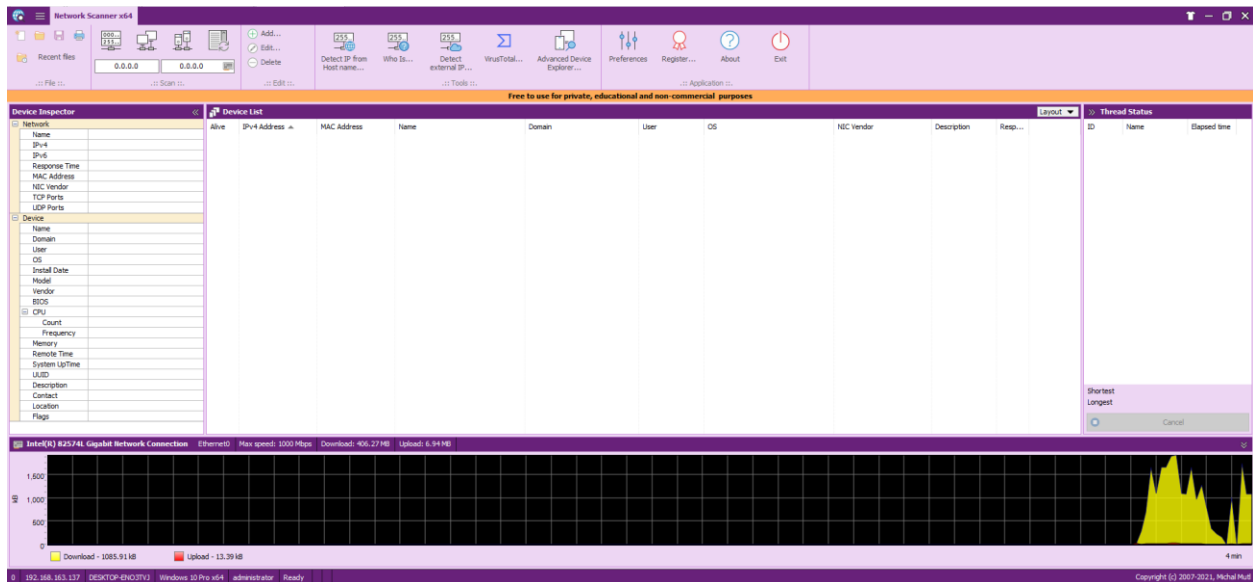 Network Scanner x64
000...
255...
255...
255...
255...
Add...
Edit...
Delete
Recent files
0.0.0.0
0.0.0.0
Detect IP from
Host name...
Who Is...
Detect
external IP...
VirusTotal...
Advanced Device
Explorer...
Preferences
Register...
About
Exit
.:: File ::.
.:: Scan ::.
.:: Edit ::.
.:: Tools ::.
.:: Application ::.
Free to use for private, educational and non-commercial purposes
Device Inspector
Network
Name
IPv4
IPv6
Response Time
MAC Address
NIC Vendor
TCP Ports
UDP Ports
Device
Name
Domain
User
OS
Install Date
Model
Vendor
BIOS
CPU
Count
Frequency
Memory
Remote Time
System UpTime
UUID
Description
Contact
Location
Flags
Device List
Layout
Alive IPv4 Address MAC Address Name Domain User OS NIC Vendor Description Resp...
Thread Status
ID Name Elapsed time
Shortest
Longest
Cancel
Intel(R) 82574L Gigabit Network Connection Ethernet0 Max speed: 1000 Mbps Download: 406.27 MB Upload: 6.94 MB
kB
1,500
1,000
500
0
Download - 1085.91 kB Upload - 13.39 kB
4 min
0 192.168.163.137 DESKTOP-ENO3TVJ Windows 10 Pro x64 administrator Ready
Copyright (c) 2007-2021, Michal Mutl